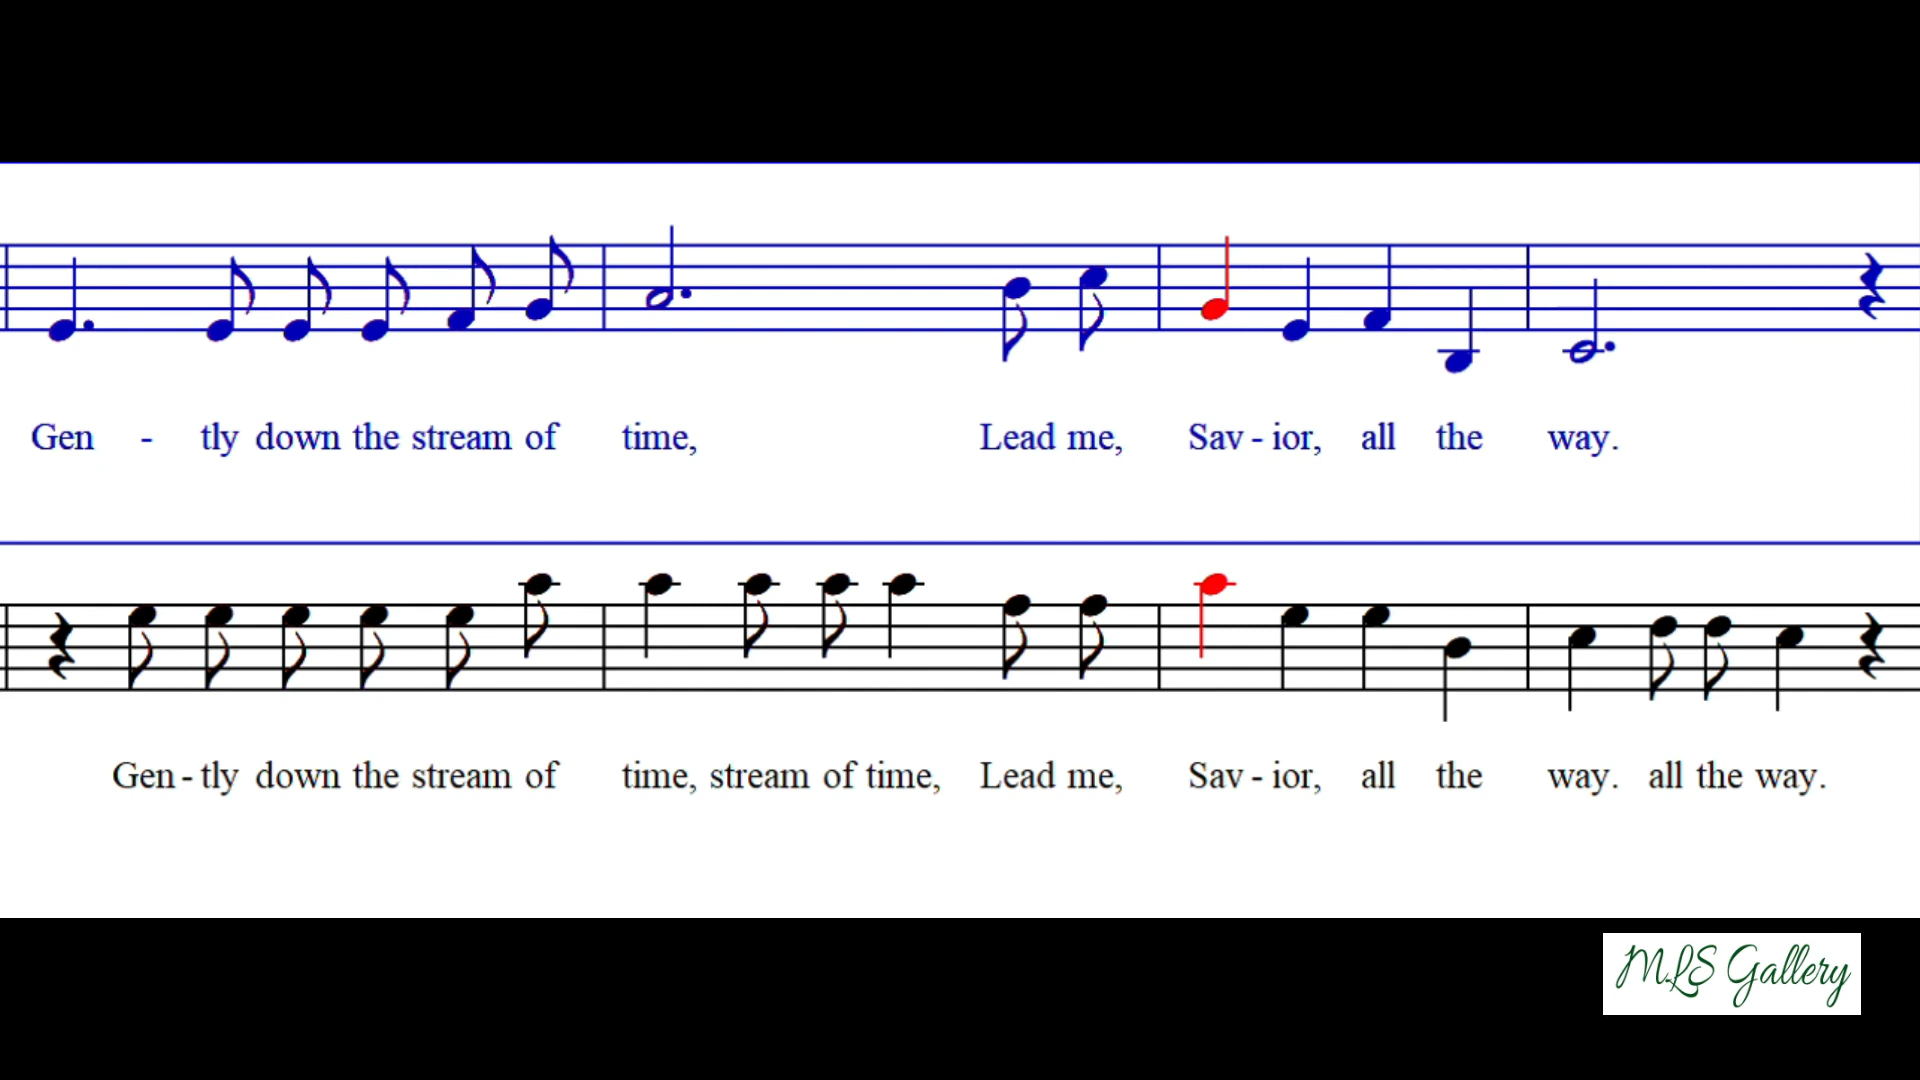 Gen - tly down the stream of time, Lead me, Sav - ior, all the way.
Gen - tly down the stream of time, stream of time, Lead me, Sav - ior, all the way. all the way.
MLS Gallery